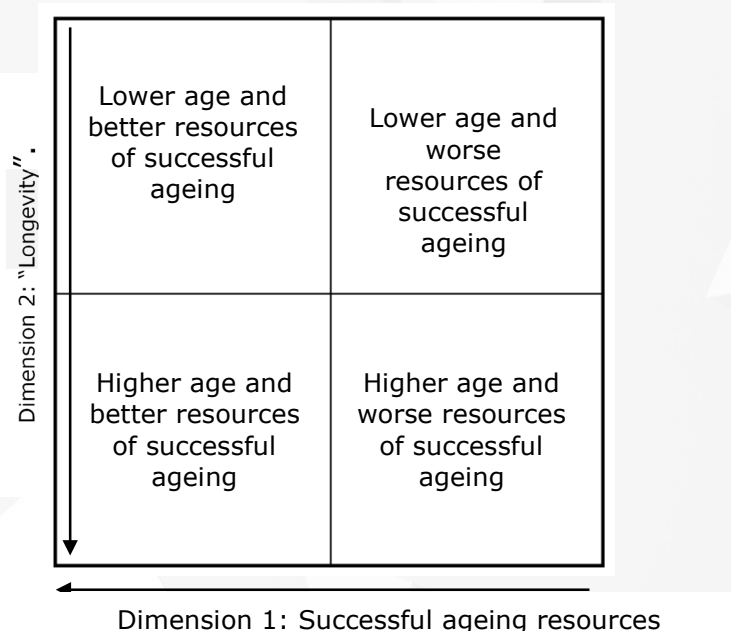 Lower age and
better resources
of successful
ageing
Lower age and
worse
resources of
successful
ageing
Higher age and
better resources
of successful
ageing
Higher age and
worse resources
of successful
ageing
Dimension 2: “Longevity”.
Dimension 1: Successful ageing resources